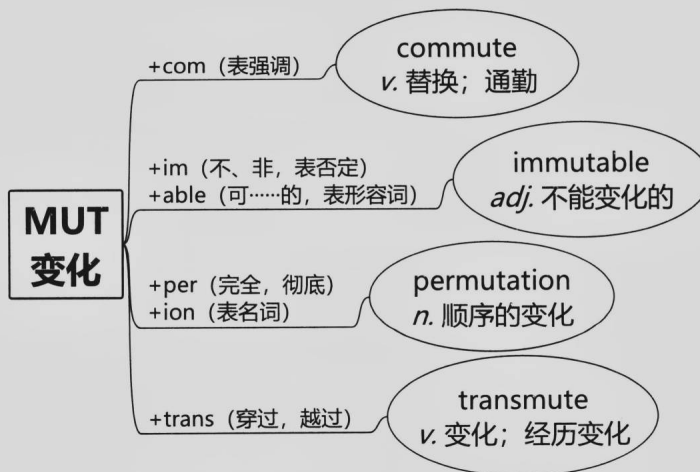 MUT
变化
+com（表强调）
commute
v. 替换；通勤
+im（不、非，表否定）
+able（可……的，表形容词）
immutable
adj. 不能变化的
+per（完全，彻底）
+ion（表名词）
permutation
n. 顺序的变化
+trans（穿过，越过）
transmute
v. 变化；经历变化